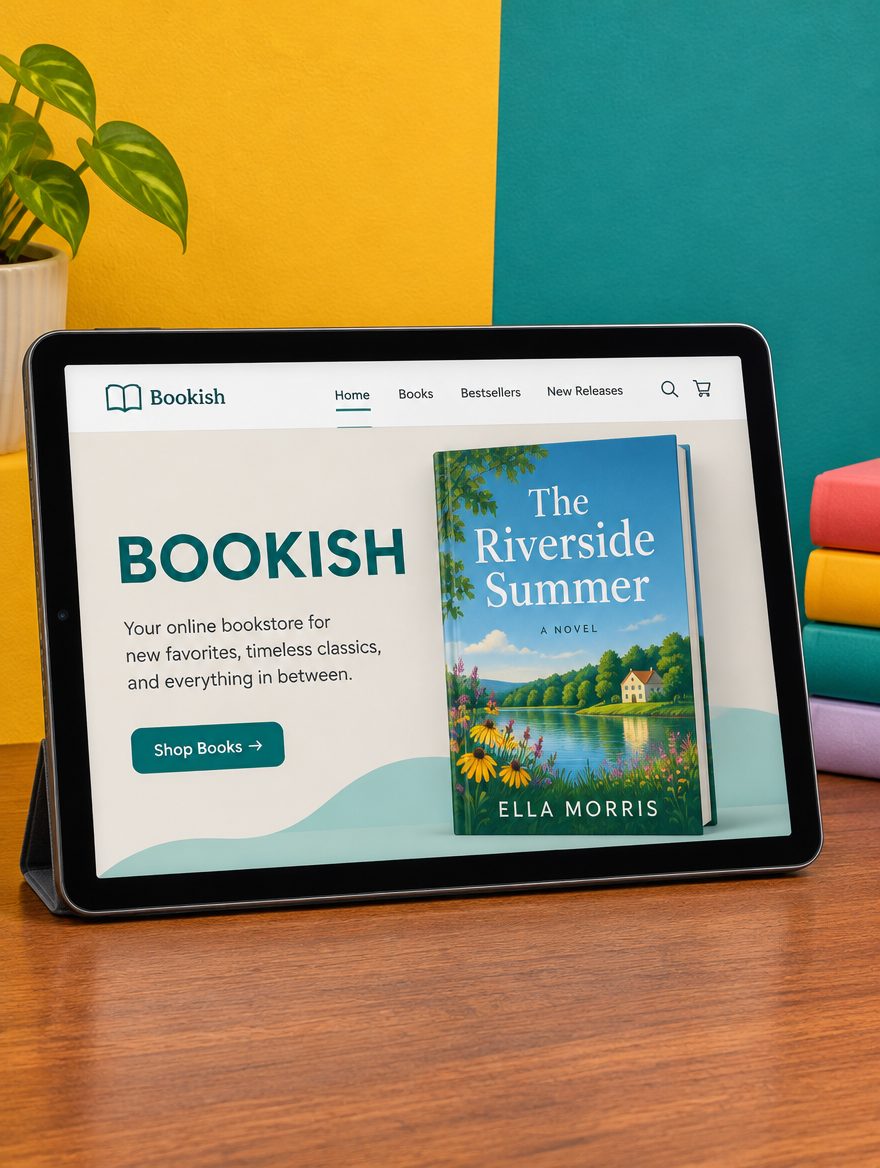 Bookish
Home Books Bestsellers New Releases
BOOKISH
Your online bookstore for
new favorites, timeless classics,
and everything in between.
Shop Books →
The
Riverside
Summer
A NOVEL
ELLA MORRIS